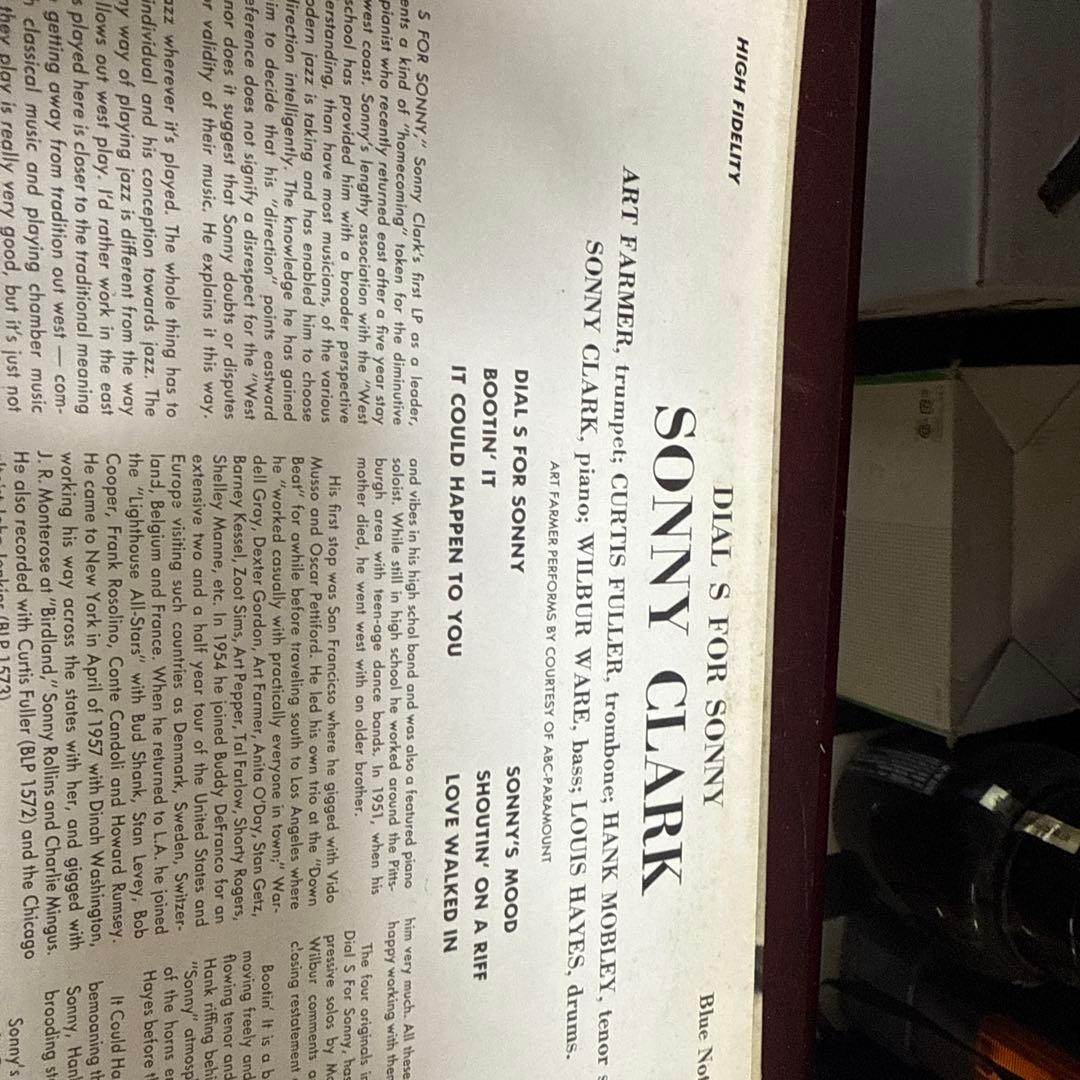 HIGH FIDELITY
DIAL S FOR SONNY
Blue Not
SONNY CLARK
ART FARMER, trumpet; CURTIS FULLER, trombone; HANK MOBLEY, tenor s
SONNY CLARK, piano; WILBUR WARE, bass; LOUIS HAYES, drums.
ART FARMER PERFORMS BY COURTESY OF ABC-PARAMOUNT
DIAL S FOR SONNY
BOOTIN' IT
IT COULD HAPPEN TO YOU
SONNY'S MOOD
SHOUTIN' ON A RIFF
LOVE WALKED IN
S FOR SONNY," Sonny Clark's first LP as a leader,
ents a kind of "homecoming" token for the diminutive
pianist who recently returned east after a five year stay
west coast. Sonny's lengthy association with the "West
school has provided him with a broader perspective
erstanding, than have most musicians, of the various
odern jazz is taking and has enabled him to choose
direction intelligently. The knowledge he has gained
im to decide that his "direction" points eastward
eference does not signify a disrespect for the "West
nor does it suggest that Sonny doubts or disputes
r validity of their music. He explains it this way.
azz wherever it's played. The whole thing has to
individual and his conception towards jazz. The
ny way of playing jazz is different from the way
llows out west play. I'd rather work in the east
s played here is closer to the traditional meaning
getting away from tradition out west — com-
h classical music and playing chamber music
they play is really very good, but it's just not
and vibes in his high schol band and was also a featured piano
soloist. While still in high school he worked around the Pitts-
burgh area with teen-age dance bands. In 1951, when his
mother died, he went west with an older brother.
His first stop was San Francicso where he gigged with Vido
Musso and Oscar Pettiford. He led his own trio at the "Down
Beat" for awhile before traveling south to Los Angeles where
he "worked casually with practically everyone in town;" War-
dell Gray, Dexter Gordon, Art Farmer, Anita O'Day, Stan Getz,
Barney Kessel, Zoot Sims, Art Pepper, Tal Farlow, Shorty Rogers,
Shelley Manne, etc. In 1954 he joined Buddy DeFranco for an
extensive two and a half year tour of the United States and
Europe visiting such countries as Denmark, Sweden, Switzer-
land, Belgium and France. When he returned to L.A. he joined
the "Lighthouse All-Stars" with Bud Shank, Stan Levey, Bob
Cooper, Frank Rosolino, Conte Candoli and Howard Rumsey.
He came to New York in April of 1957 with Dinah Washington,
working his way across the states with her, and gigged with
J. R. Monterose at "Birdland," Sonny Rollins and Charlie Mingus.
He also recorded with Curtis Fuller (BLP 1572) and the Chicago
(BLP 1573)
him very much. All these
happy working with them
The four originals i
Dial S For Sonny, has
pressive solos by Mo
Wilbur comments a
closing restatement
Bootin' It is a b
moving freely and
flowing tenor and
Hank riffing behi
"Sonny" atmosp
of the horns e
Hayes before t
It Could Ha
bemoaning th
Sonny, Han
brooding st
Sonny's